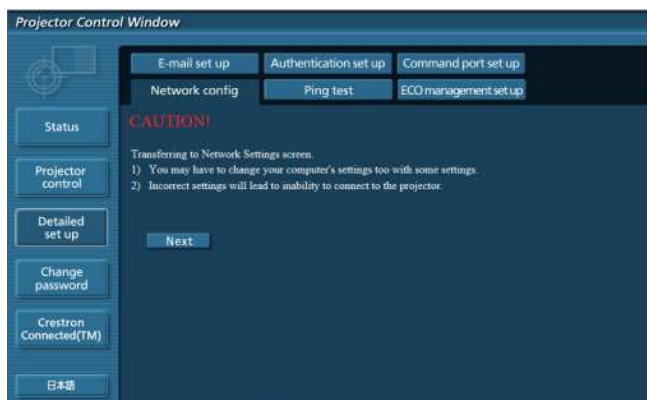 Projector Control Window
E-mail set up
Authentication set up
Command port set up
Network config
Ping test
ECO management set up
Status
Projector
control
Detailed
set up
Change
password
Crestron
Connected(TM)
日本語
CAUTION!
Transferring to Network Settings screen.
1) You may have to change your computer's settings too with some settings.
2) Incorrect settings will lead to inability to connect to the projector.
Next